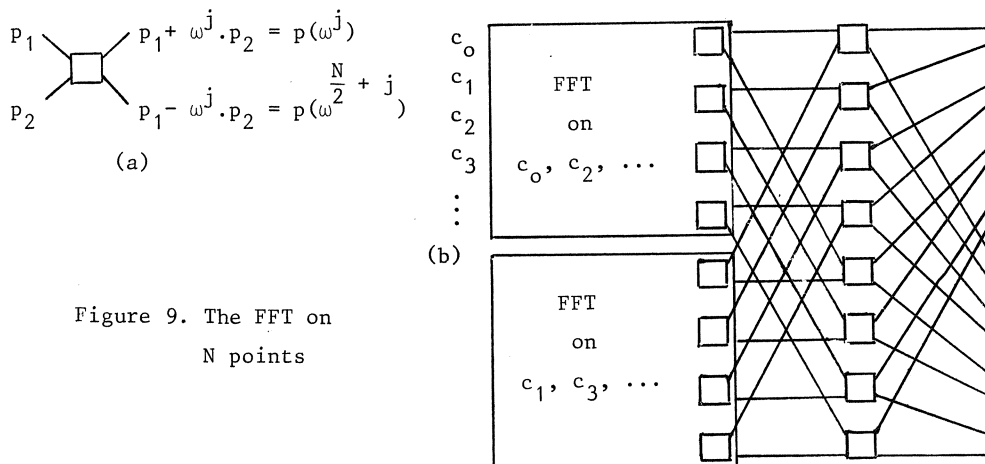 p₁ p₁+ ω^j.p₂ = p(ω^j)
p₂ p₁- ω^j.p₂ = p(ω^(N/2 + j))
(a)
c₀
c₁
c₂
c₃
⋮
(b)
FFT
on
c₀, c₂, ...
FFT
on
c₁, c₃, ...
Figure 9. The FFT on
N points